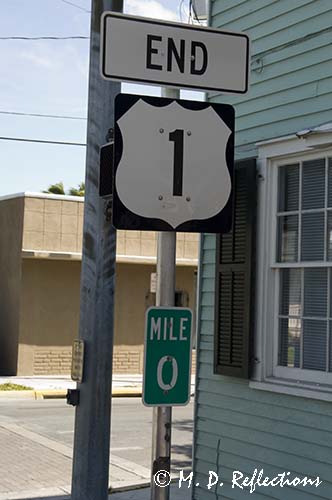 END
1
MILE
0
© M. D. Reflections